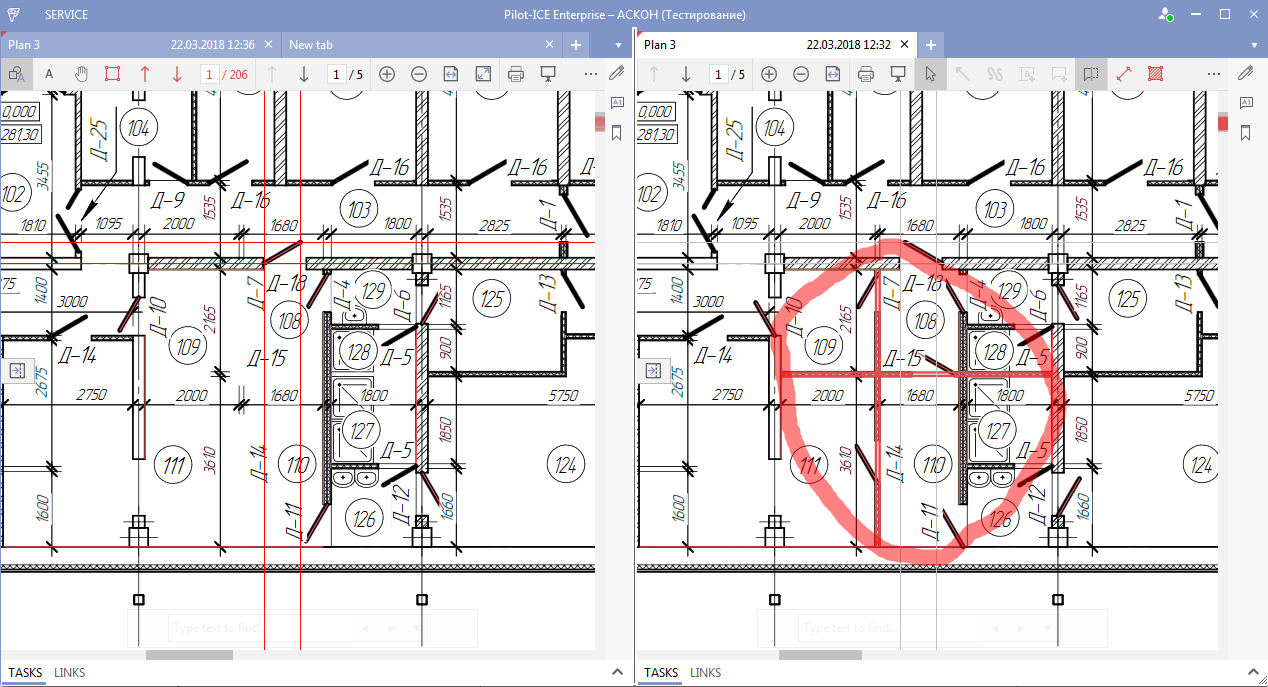 SERVICE
Pilot-ICE Enterprise – АСКОН (Тестирование)
Plan 3 22.03.2018 12:36
New tab
1 / 206
1 / 5
0,000
281,30
Д-25
104
102
3455
Д-9
1535
Д-16
103
Д-16
1535
Д-16
Д-1
1810
1095
2000
1680
1800
2825
75
1400
3000
Д-10
2165
Д-7
Д-18
Д-4
129
Д-6
1165
125
Д-13
108
109
Д-14
Д-15
128
Д-5
900
2675
2750
2000
1680
1800
5750
127
111
3610
Д-14
110
Д-5
1850
124
1600
Д-11
126
Д-12
1660
Type text to find...
TASKS LINKS
Plan 3 22.03.2018 12:32
1 / 5
0,000
281,30
Д-25
104
102
3455
Д-9
1535
Д-16
103
Д-16
1535
Д-16
Д-1
1810
1095
2000
1680
1800
2825
75
1400
3000
Д-10
2165
Д-7
Д-18
Д-4
129
Д-6
1165
125
Д-13
108
109
Д-14
Д-15
128
Д-5
900
2675
2750
2000
1680
1800
5750
127
111
3610
Д-14
110
Д-5
1850
124
1600
Д-11
126
Д-12
1660
Type text to find...
TASKS LINKS